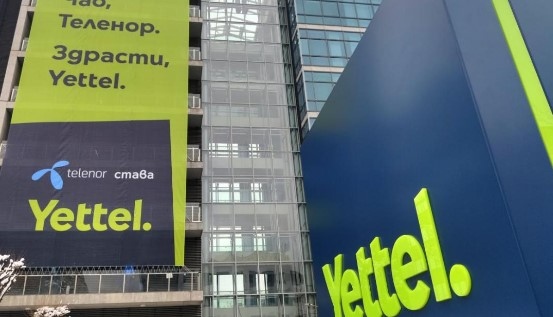 Чао,
Теленор.
Здрасти,
Yettel.
telenor става
Yettel.
Yettel.